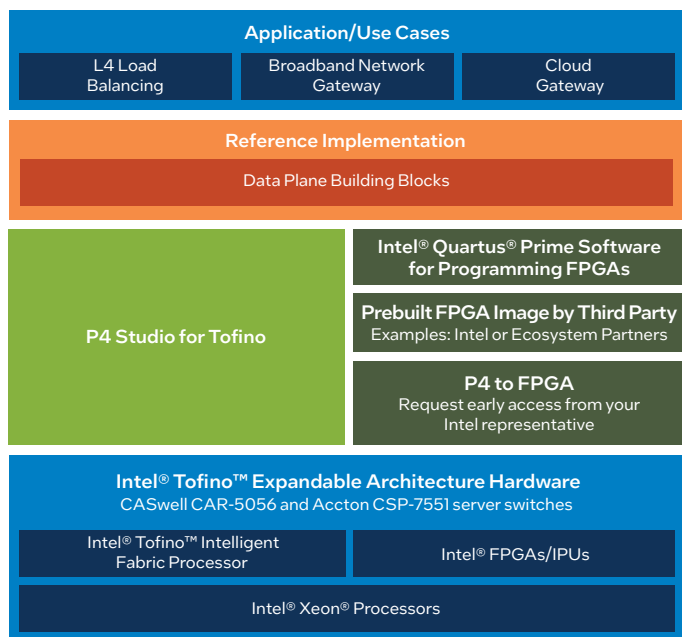 Application/Use Cases
L4 Load
Balancing
Broadband Network
Gateway
Cloud
Gateway
Reference Implementation
Data Plane Building Blocks
P4 Studio for Tofino
Intel® Quartus® Prime Software
for Programming FPGAs
Prebuilt FPGA Image by Third Party
Examples: Intel or Ecosystem Partners
P4 to FPGA
Request early access from your
Intel representative
Intel® Tofino™ Expandable Architecture Hardware
CASwell CAR-5056 and Accton CSP-7551 server switches
Intel® Tofino™ Intelligent
Fabric Processor
Intel® FPGAs/IPUs
Intel® Xeon® Processors